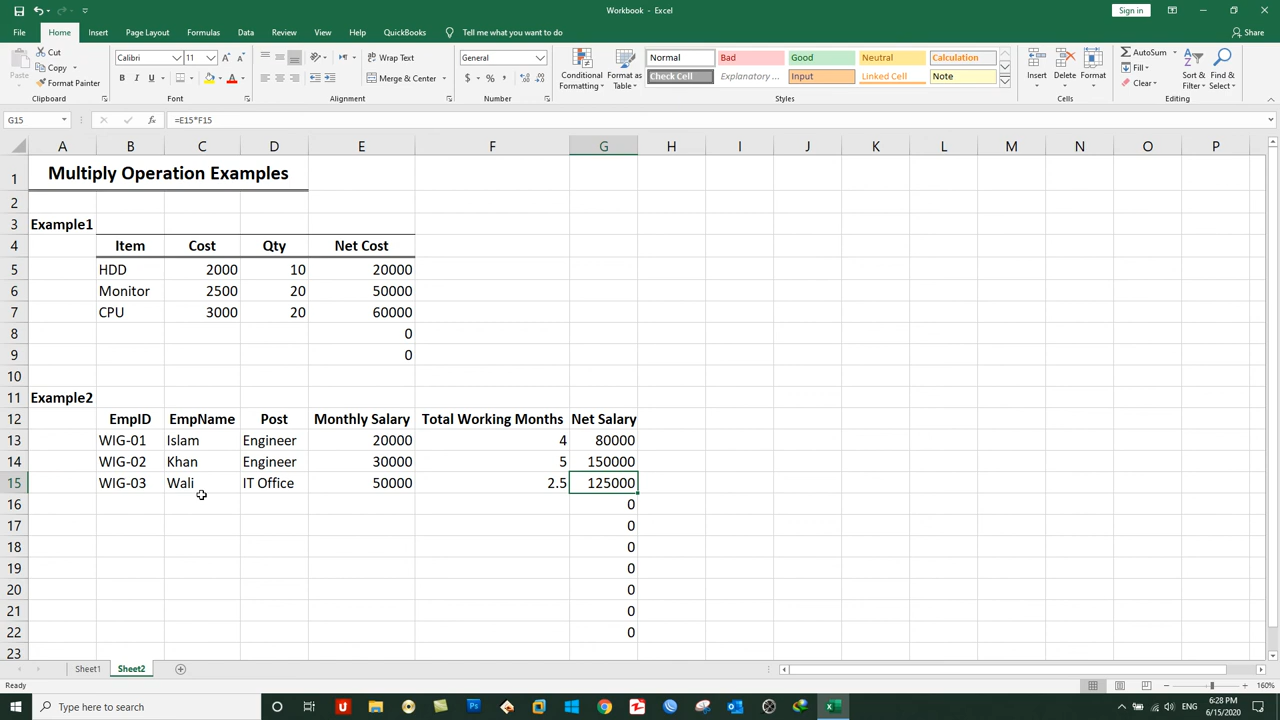 Workbook - Excel
Sign in
File Home Insert Page Layout Formulas Data Review View Help QuickBooks Tell me what you want to do Share
Paste
Cut
Copy
Format Painter
Clipboard
Calibri 11
B I U
Font
Wrap Text
Merge & Center
Alignment
General
$ % ,
Number
Conditional Formatting
Format as Table
Normal Bad Good Neutral Calculation
Check Cell Explanatory ... Input Linked Cell Note
Styles
Insert Delete Format
Cells
AutoSum
Fill
Clear
Sort & Filter
Find & Select
Editing
G15 fx =E15*F15
A B C D E F G H I J K L M N O P
1 Multiply Operation Examples
2
3 Example1
4 Item Cost Qty Net Cost
5 HDD 2000 10 20000
6 Monitor 2500 20 50000
7 CPU 3000 20 60000
8 0
9 0
10
11 Example2
12 EmpID EmpName Post Monthly Salary Total Working Months Net Salary
13 WIG-01 Islam Engineer 20000 4 80000
14 WIG-02 Khan Engineer 30000 5 150000
15 WIG-03 Wali IT Office 50000 2.5 125000
16 0
17 0
18 0
19 0
20 0
21 0
22 0
23
Sheet1 Sheet2
Ready 160%
Type here to search
6:28 PM
6/15/2020